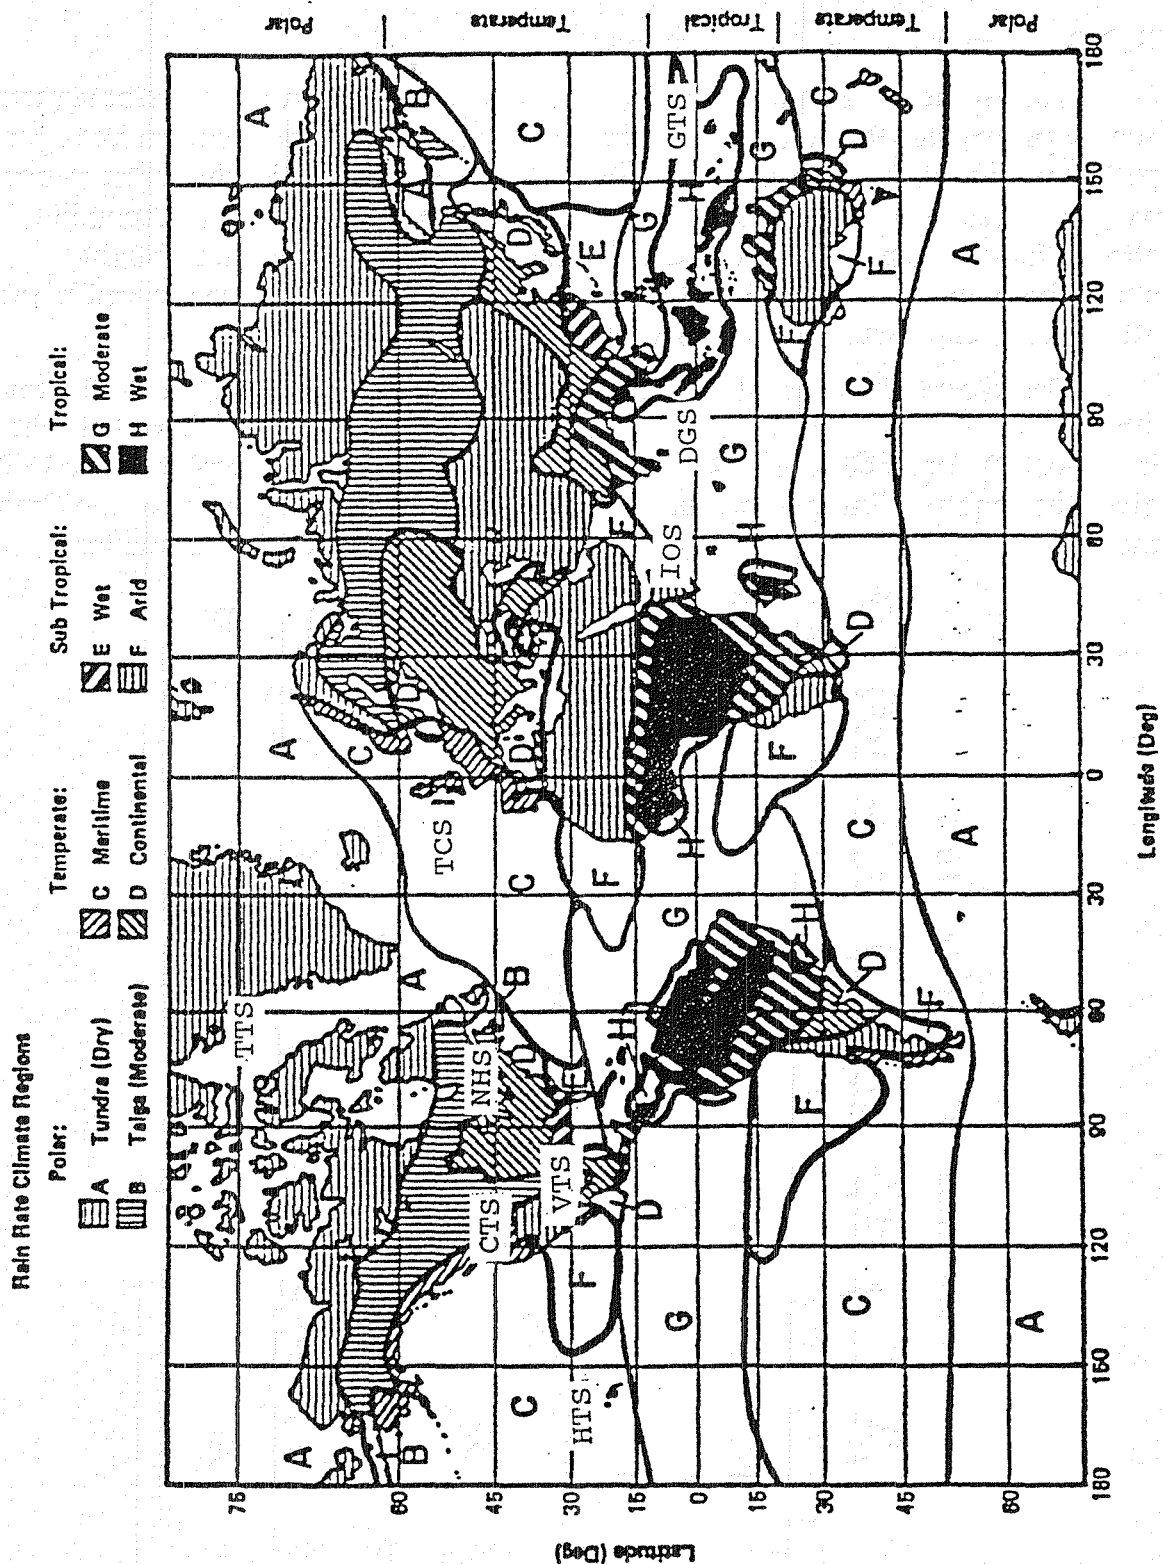 Rain Rate Climate Regions
Polar:
A Tundra (Dry)
B Taiga (Moderate)
Temperate:
C Maritime
D Continental
Sub Tropical:
E Wet
F Arid
Tropical:
G Moderate
H Wet
Polar
Temperate
Tropical
Temperate
Polar
Latitude (Deg)
75
60
45
30
15
0
15
30
45
60
Longitude (Deg)
180
150
120
90
60
30
0
30
60
90
120
150
180
A
A
A
A
A
B
B
B
A
TTS
TCS
NHS
CTS
VTS
HTS
IOS
DGS
GTS
C
C
C
C
D
D
D
D
E
E
F
F
F
G
G
G
H
H
H
H
H
G
G
F
F
F
F
F
D
D
D
D
C
C
C
C
A
A
A